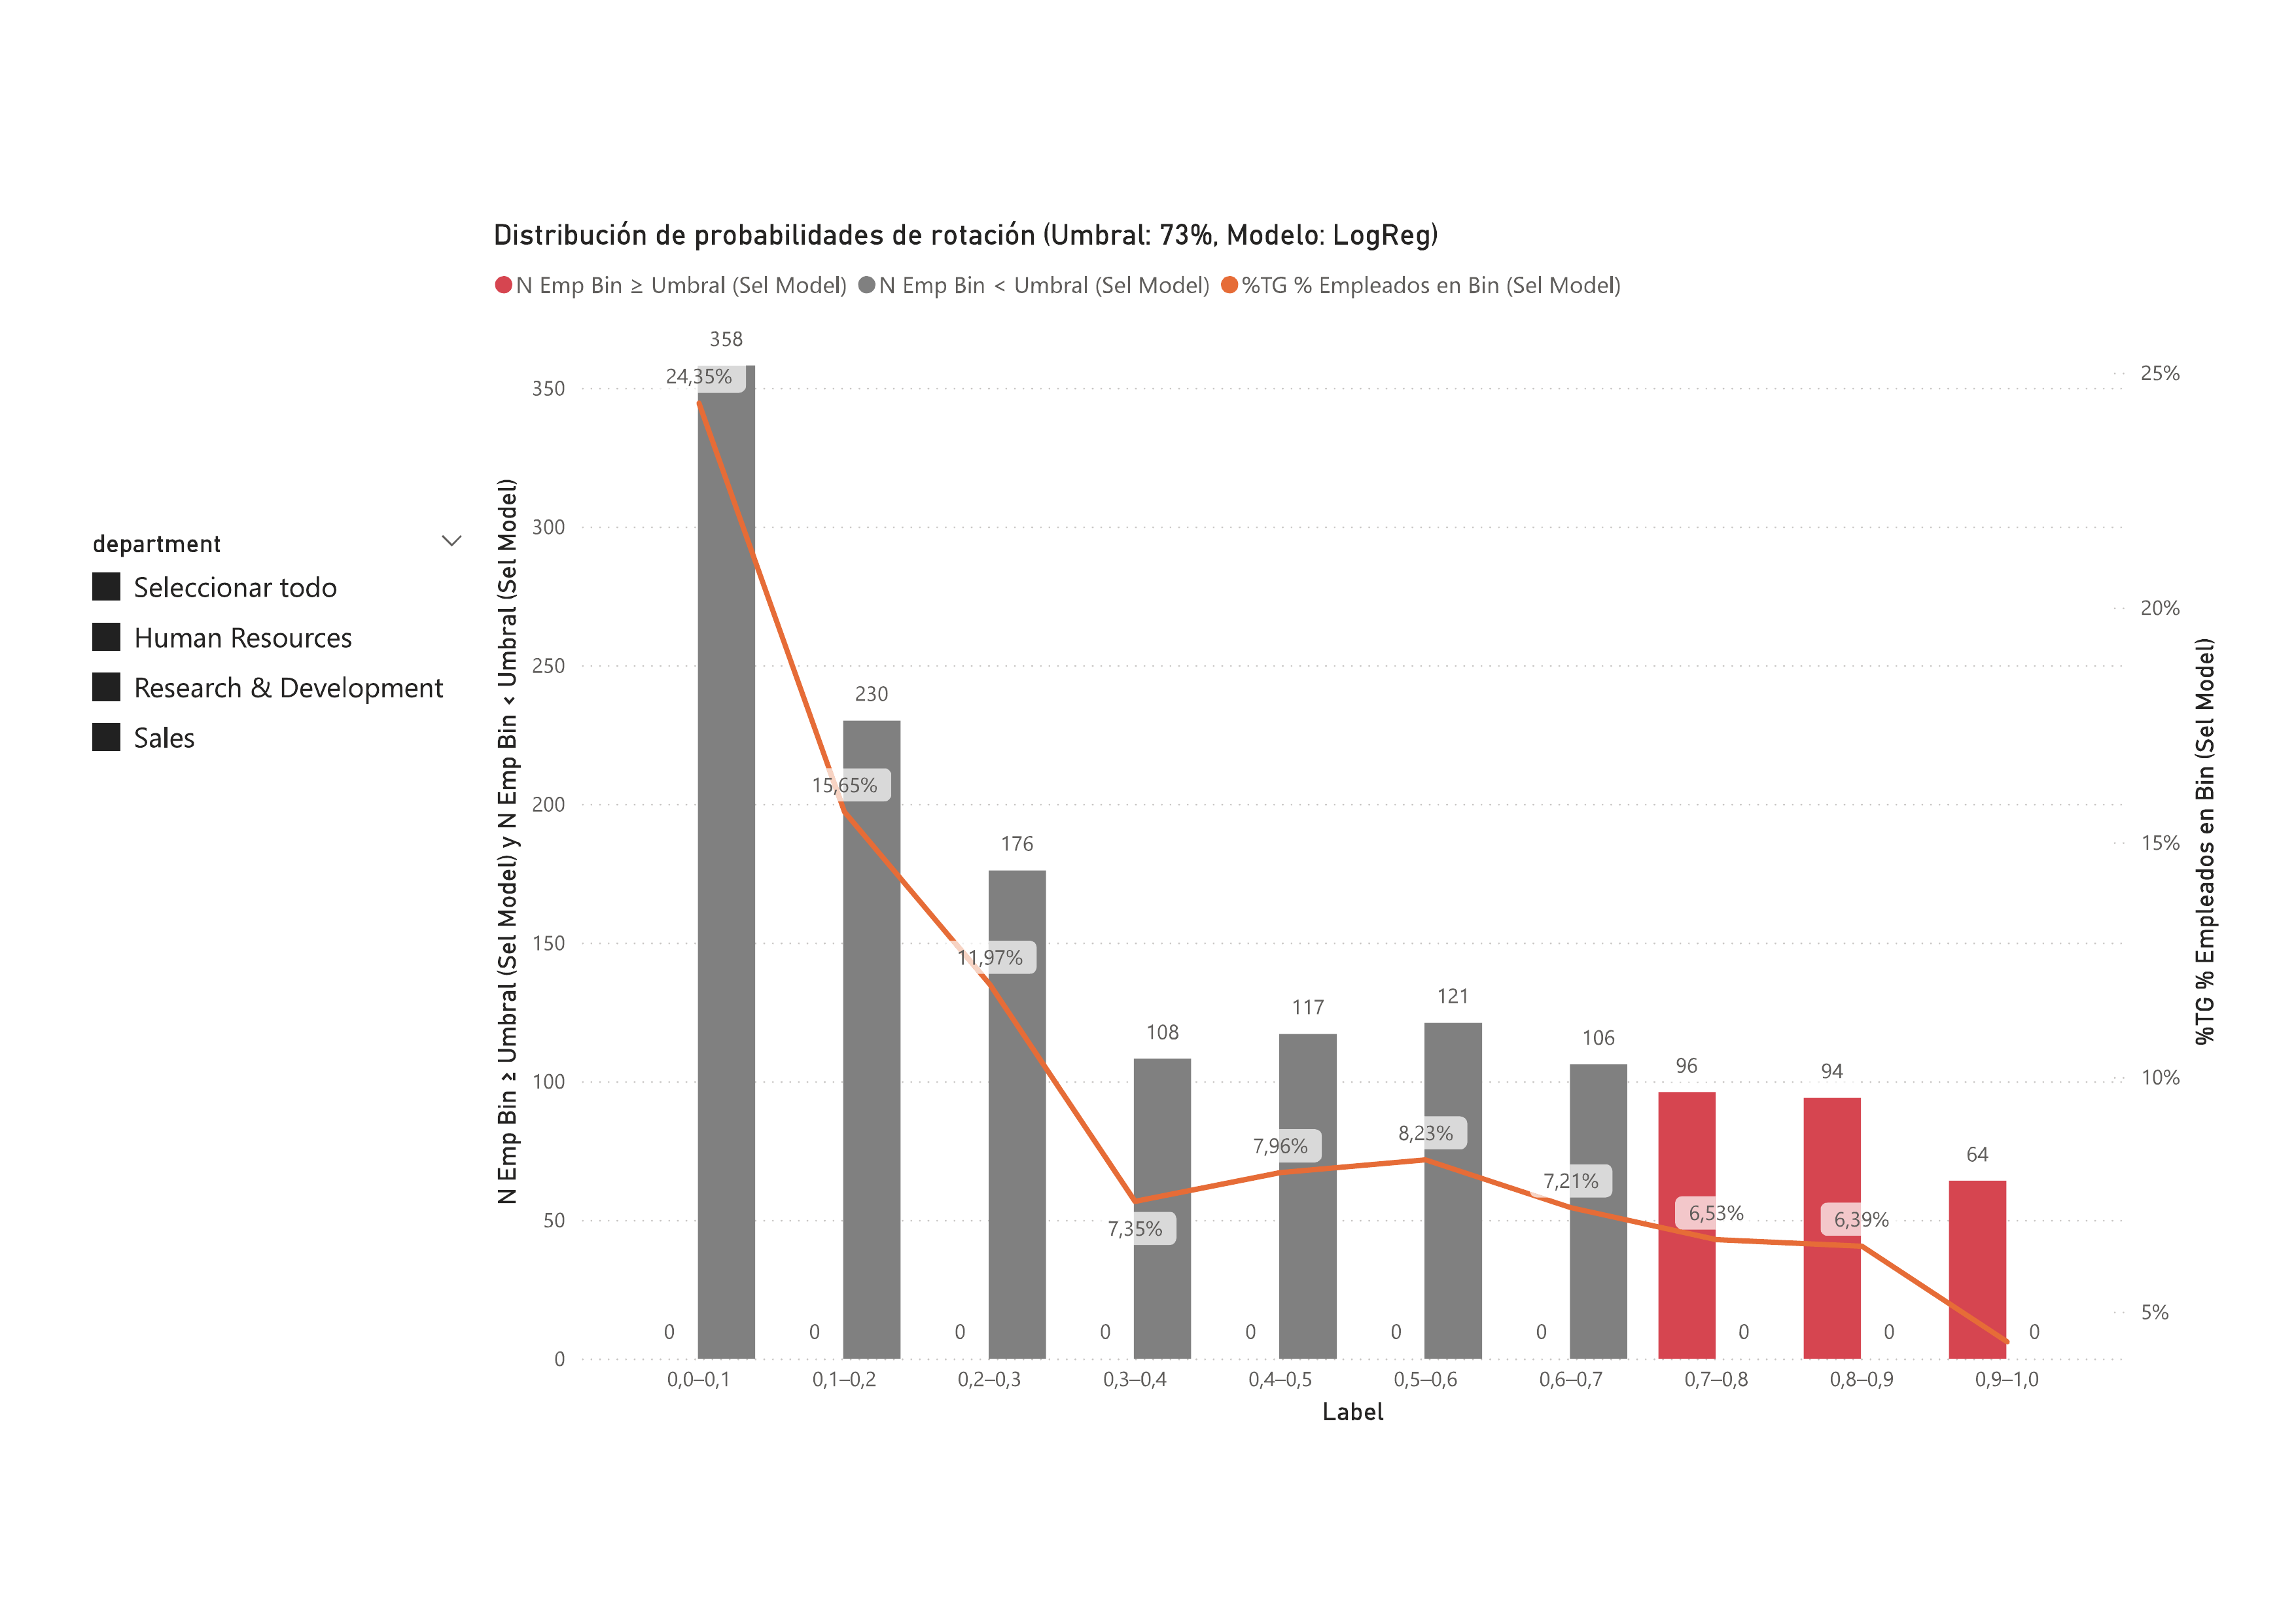 Distribución de probabilidades de rotación (Umbral: 73%, Modelo: LogReg)
N Emp Bin ≥ Umbral (Sel Model) N Emp Bin < Umbral (Sel Model) %TG % Empleados en Bin (Sel Model)
department
Seleccionar todo
Human Resources
Research & Development
Sales
N Emp Bin ≥ Umbral (Sel Model) y N Emp Bin < Umbral (Sel Model)
350
300
250
200
150
100
50
0
358
230
176
108
117
121
106
96
94
64
24,35%
15,65%
11,97%
7,35%
7,96%
8,23%
7,21%
6,53%
6,39%
0 0 0 0 0 0 0 0 0 0
0,0–0,1 0,1–0,2 0,2–0,3 0,3–0,4 0,4–0,5 0,5–0,6 0,6–0,7 0,7–0,8 0,8–0,9 0,9–1,0
Label
25%
20%
15%
10%
5%
%TG % Empleados en Bin (Sel Model)